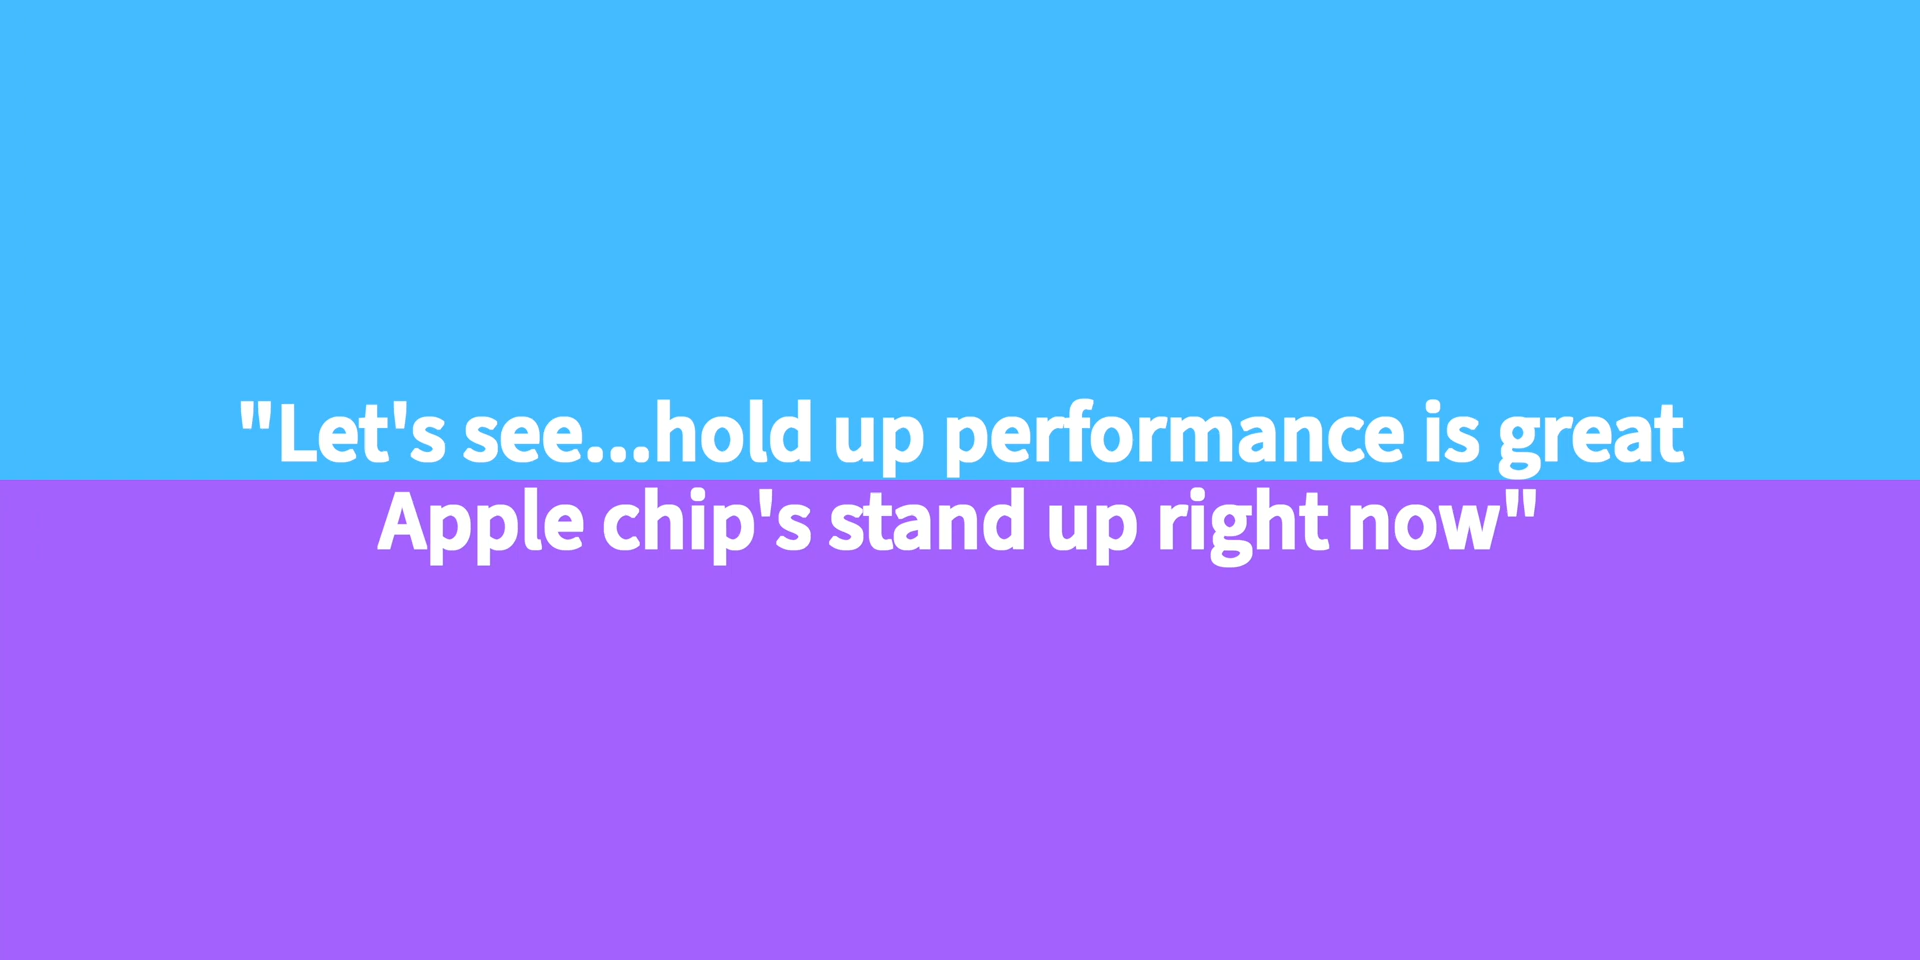 "Let's see...hold up performance is great
Apple chip's stand up right now"